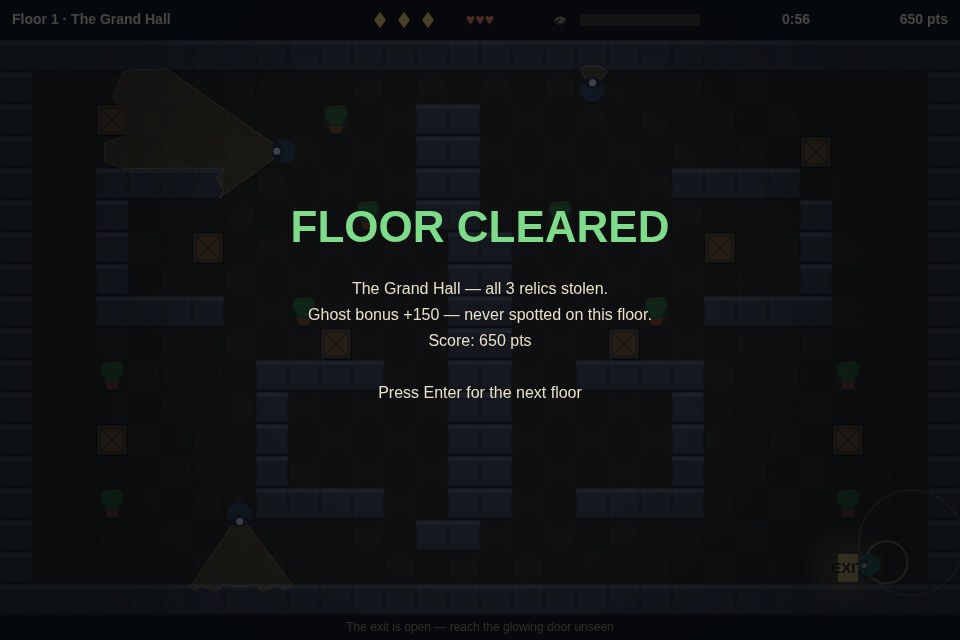 Floor 1 · The Grand Hall
0:56
650 pts
FLOOR CLEARED
The Grand Hall — all 3 relics stolen.
Ghost bonus +150 — never spotted on this floor.
Score: 650 pts
Press Enter for the next floor
EXIT
The exit is open — reach the glowing door unseen